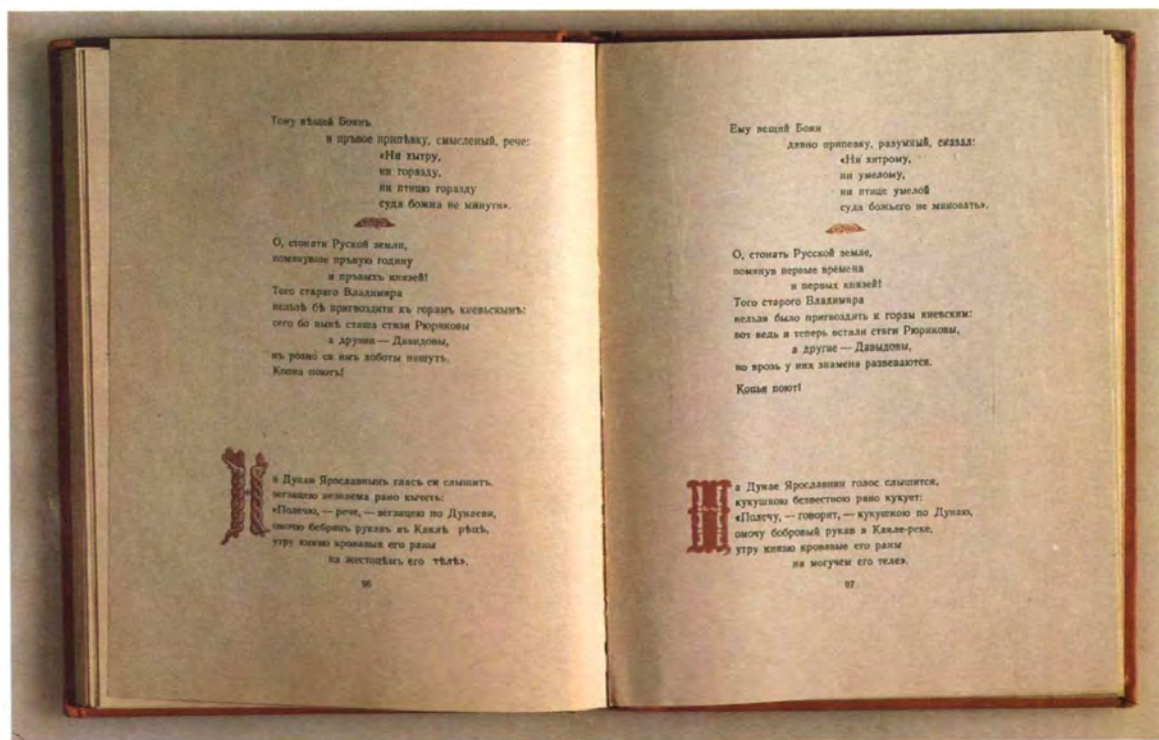 Тому вѣщей Боянъ
и пръвое припѣвку, смысленый, рече:
«Ни хытру,
ни горазду,
ни птицю горазду
суда божиа не минути».
О, стонати Руской земли,
помянувше пръвую годину
и пръвыхъ князей!
Того стараго Владимира
нельзѣ бѣ пригвоздити къ горамъ киевьскымъ:
сего бо нынѣ сташа стязи Рюриковы
а друзии — Давидовы,
нъ розно ся имъ хоботы пашутъ.
Копиа поютъ!
На Дунаи Ярославнынъ гласъ ся слышитъ,
зегзицею незнаема рано кычеть:
«Полечю, — рече, — зегзицею по Дунаеви,
омочю бебрянъ рукавъ въ Каялѣ рѣцѣ,
утру князю кровавыя его раны
на жестоцѣмъ его тѣлѣ».
96
Ему вещий Боян
давно припевку, разумный, сказал:
«Ни хитрому,
ни умелому,
ни птице умелой
суда божьего не миновать».
О, стонать Русской земле,
помянув первые времена
и первых князей!
Того старого Владимира
нельзя было пригвоздить к горам киевским:
вот ведь и теперь встали стяги Рюриковы,
а другие — Давыдовы,
но врозь у них знамена развеваются.
Копья поют!
На Дунае Ярославнин голос слышится,
кукушкою безвестною рано кукует:
«Полечу, — говорит, — кукушкою по Дунаю,
омочу бобровый рукав в Каяле-реке,
утру князю кровавые его раны
на могучем его теле».
97